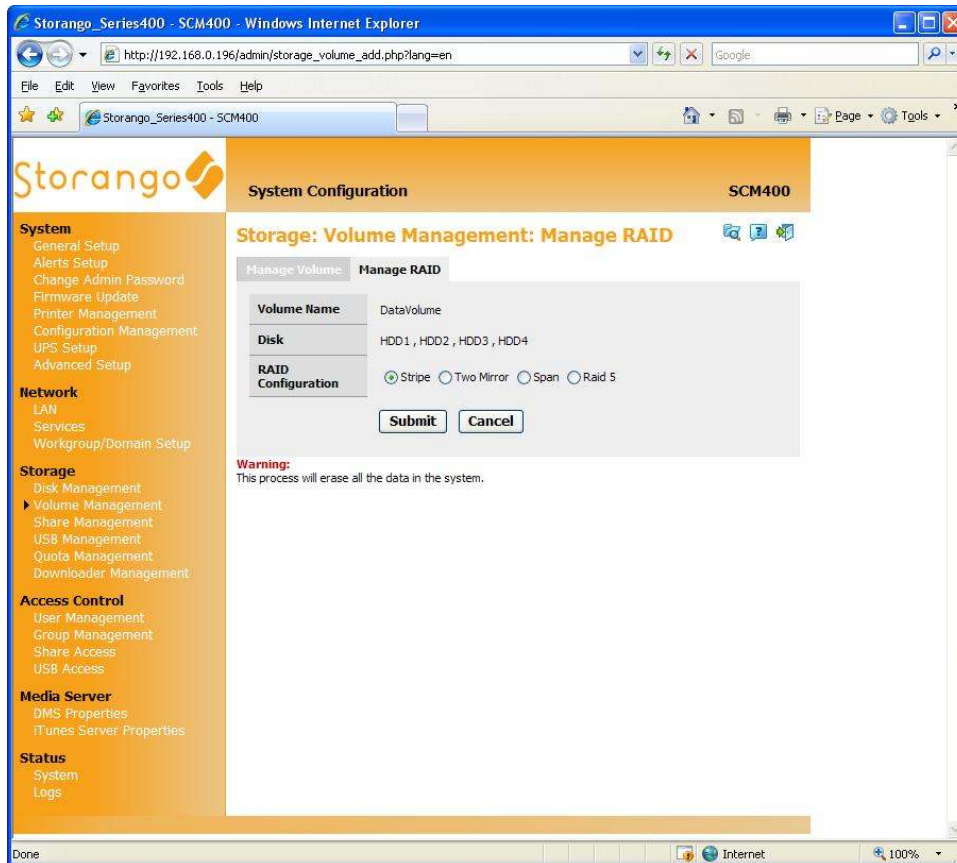 Storango_Series400 - SCM400 - Windows Internet Explorer
http://192.168.0.196/admin/storage_volume_add.php?lang=en
Google
File Edit View Favorites Tools Help
Storango_Series400 - SCM400
Page
Tools
Storango
System Configuration
SCM400
System
General Setup
Alerts Setup
Change Admin Password
Firmware Update
Printer Management
Configuration Management
UPS Setup
Advanced Setup
Network
LAN
Services
Workgroup/Domain Setup
Storage
Disk Management
Volume Management
Share Management
USB Management
Quota Management
Downloader Management
Access Control
User Management
Group Management
Share Access
USB Access
Media Server
DMS Properties
iTunes Server Properties
Status
System
Logs
Storage: Volume Management: Manage RAID
Manage Volume Manage RAID
Volume Name DataVolume
Disk HDD1 , HDD2 , HDD3 , HDD4
RAID Configuration Stripe Two Mirror Span Raid 5
Submit Cancel
Warning:
This process will erase all the data in the system.
Done
Internet
100%